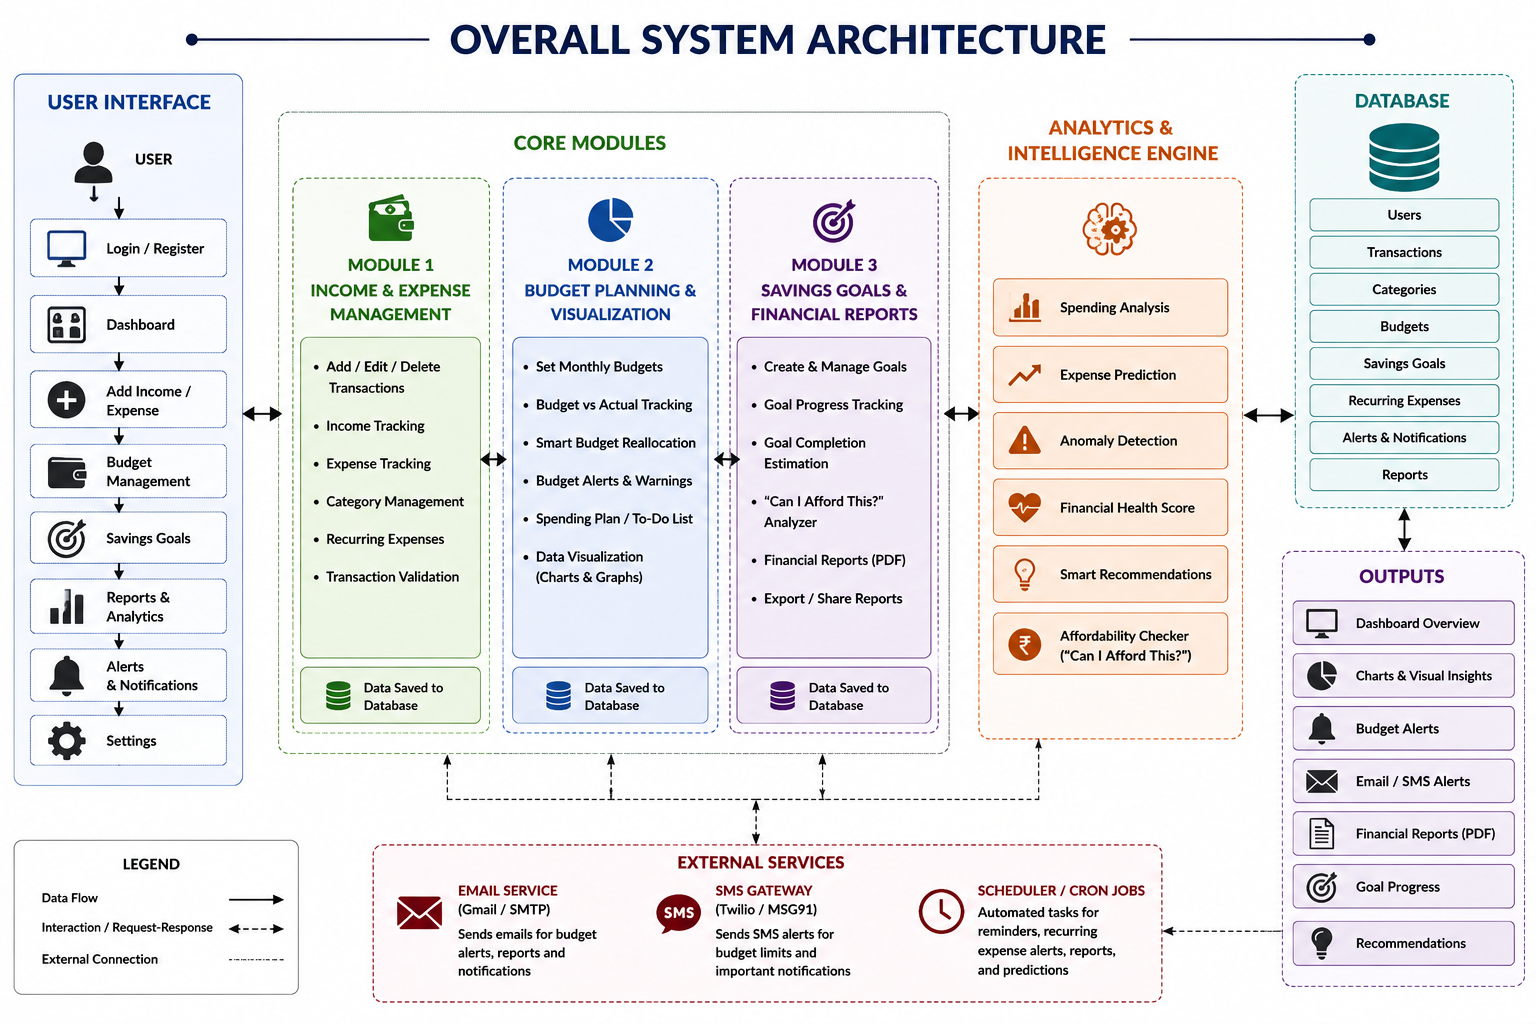 OVERALL SYSTEM ARCHITECTURE
USER INTERFACE
USER
Login / Register
Dashboard
Add Income /
Expense
Budget
Management
Savings Goals
Reports &
Analytics
Alerts
& Notifications
Settings
CORE MODULES
MODULE 1
INCOME & EXPENSE
MANAGEMENT
• Add / Edit / Delete
Transactions
• Income Tracking
• Expense Tracking
• Category Management
• Recurring Expenses
• Transaction Validation
Data Saved to
Database
MODULE 2
BUDGET PLANNING &
VISUALIZATION
• Set Monthly Budgets
• Budget vs Actual Tracking
• Smart Budget Reallocation
• Budget Alerts & Warnings
• Spending Plan / To-Do List
• Data Visualization
(Charts & Graphs)
Data Saved to
Database
MODULE 3
SAVINGS GOALS &
FINANCIAL REPORTS
• Create & Manage Goals
• Goal Progress Tracking
• Goal Completion
Estimation
• “Can I Afford This?”
Analyzer
• Financial Reports (PDF)
• Export / Share Reports
Data Saved to
Database
ANALYTICS &
INTELLIGENCE ENGINE
Spending Analysis
Expense Prediction
Anomaly Detection
Financial Health Score
Smart Recommendations
₹
Affordability Checker
(“Can I Afford This?”)
DATABASE
Users
Transactions
Categories
Budgets
Savings Goals
Recurring Expenses
Alerts & Notifications
Reports
OUTPUTS
Dashboard Overview
Charts & Visual Insights
Budget Alerts
Email / SMS Alerts
Financial Reports (PDF)
Goal Progress
Recommendations
LEGEND
Data Flow
Interaction / Request-Response
External Connection
EXTERNAL SERVICES
EMAIL SERVICE
(Gmail / SMTP)
Sends emails for budget
alerts, reports and
notifications
SMS
SMS GATEWAY
(Twilio / MSG91)
Sends SMS alerts for
budget limits and
important notifications
SCHEDULER / CRON JOBS
Automated tasks for
reminders, recurring
expense alerts, reports,
and predictions